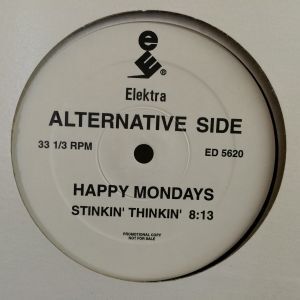 Elektra
ALTERNATIVE SIDE
33 1/3 RPM ED 5620
HAPPY MONDAYS
STINKIN' THINKIN' 8:13
PROMOTIONAL COPY
NOT FOR SALE